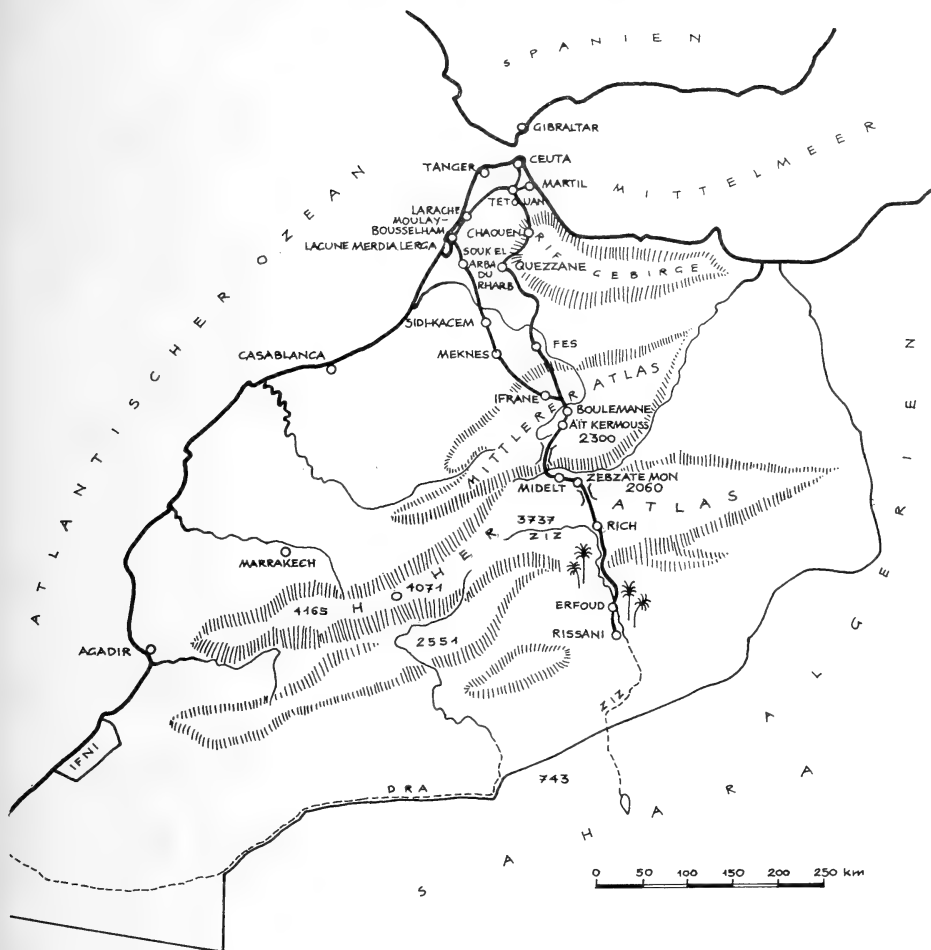 SPANIEN
GIBRALTAR
CEUTA
TANGER
MARTIL
MITTELMEER
TETOUAN
LARACHE
MOULAY-
BOUSSELHAM
LACUNE MERDIA LERGA
CHAOUEN
RIF GEBIRGE
SOUK EL
ARBA
DU
RHARB
QUEZZANE
ATLANTISCHER OZEAN
SIDI-KACEM
FES
MEKNES
CASABLANCA
IFRANE
MITTLERER ATLAS
BOULEMANE
AÏT KERMOUSS
2300
MIDELT
ZEBZATE MON
2060
HOHER ATLAS
3737
ZIZ
RICH
MARRAKECH
4071
4165
ERFOUD
RISSANI
2551
AGADIR
ZIZ
IFNI
743
DRA
ALGERIEN
SAHARA
0 50 100 150 200 250 km